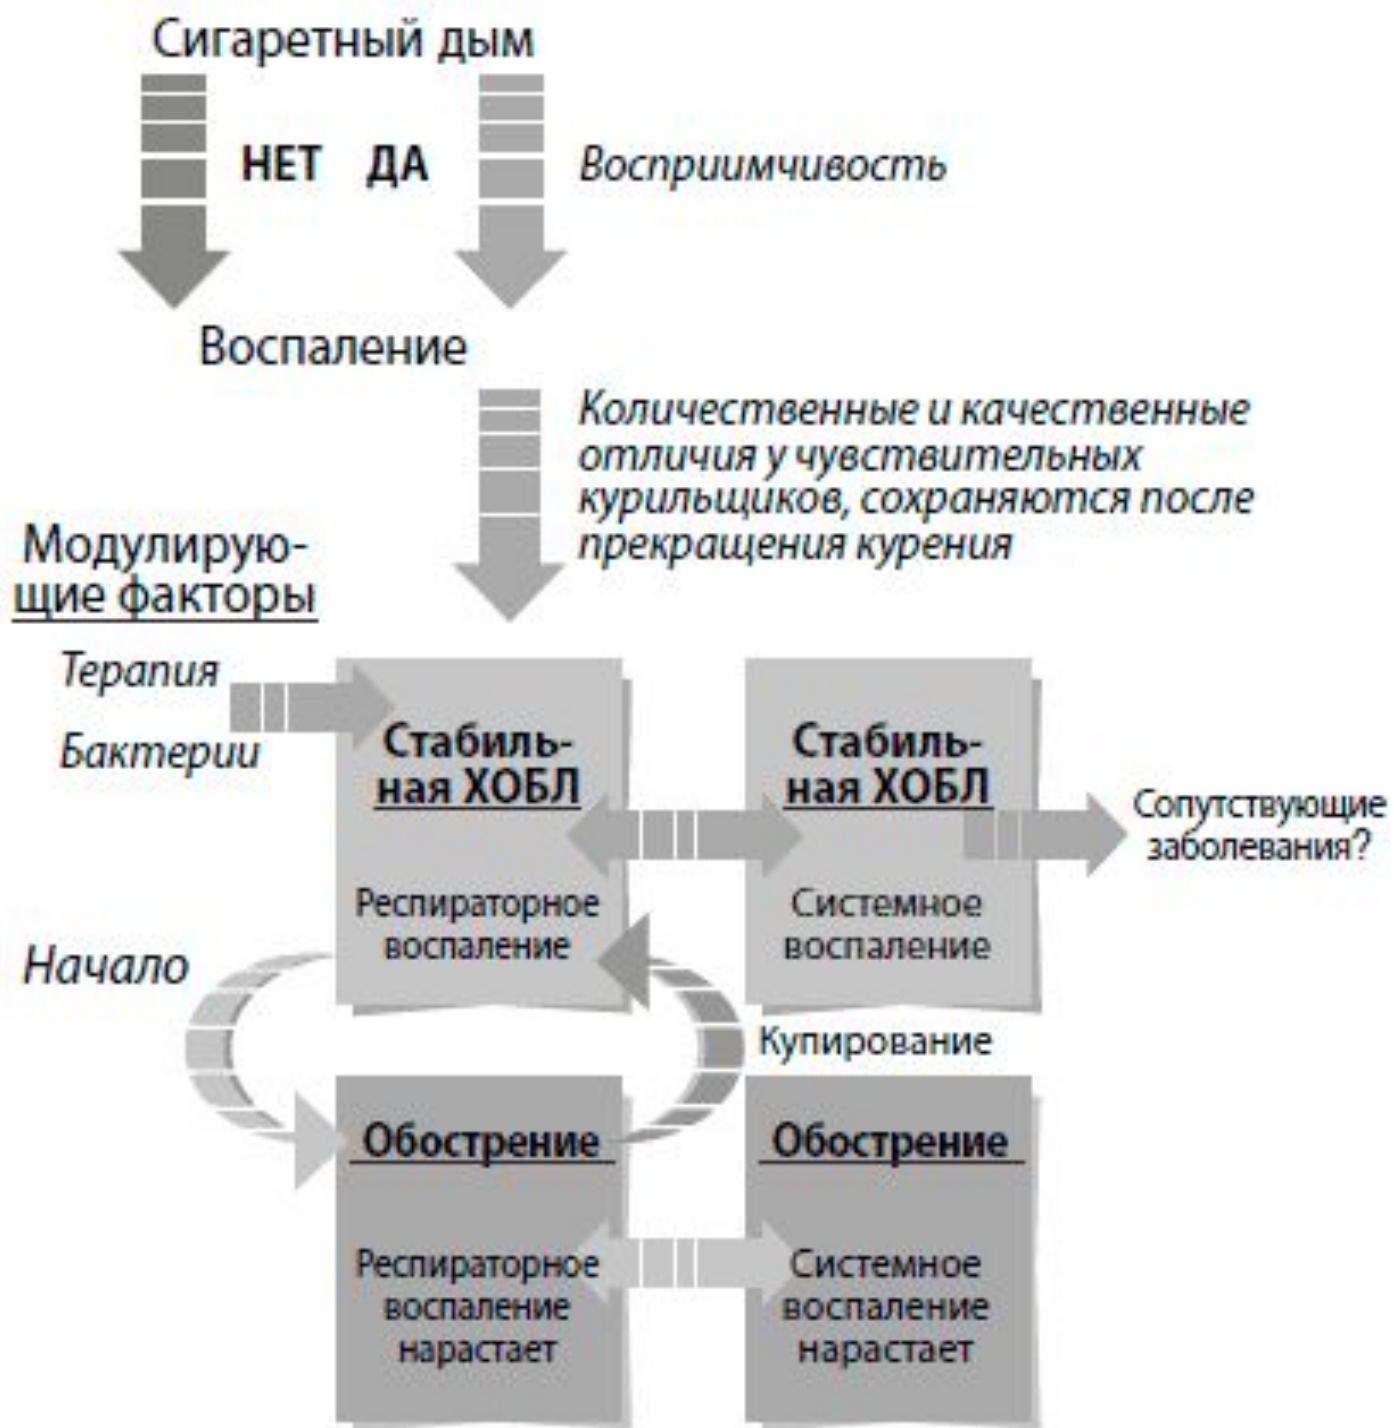 Сигаретный дым
НЕТ ДА
Восприимчивость
Воспаление
Количественные и качественные
отличия у чувствительных
курильщиков, сохраняются после
прекращения курения
Модулирую-
щие факторы
Терапия
Бактерии
Стабиль-
ная ХОБЛ
Респираторное
воспаление
Стабиль-
ная ХОБЛ
Системное
воспаление
Сопутствующие
заболевания?
Начало
Купирование
Обострение
Респираторное
воспаление
нарастает
Обострение
Системное
воспаление
нарастает